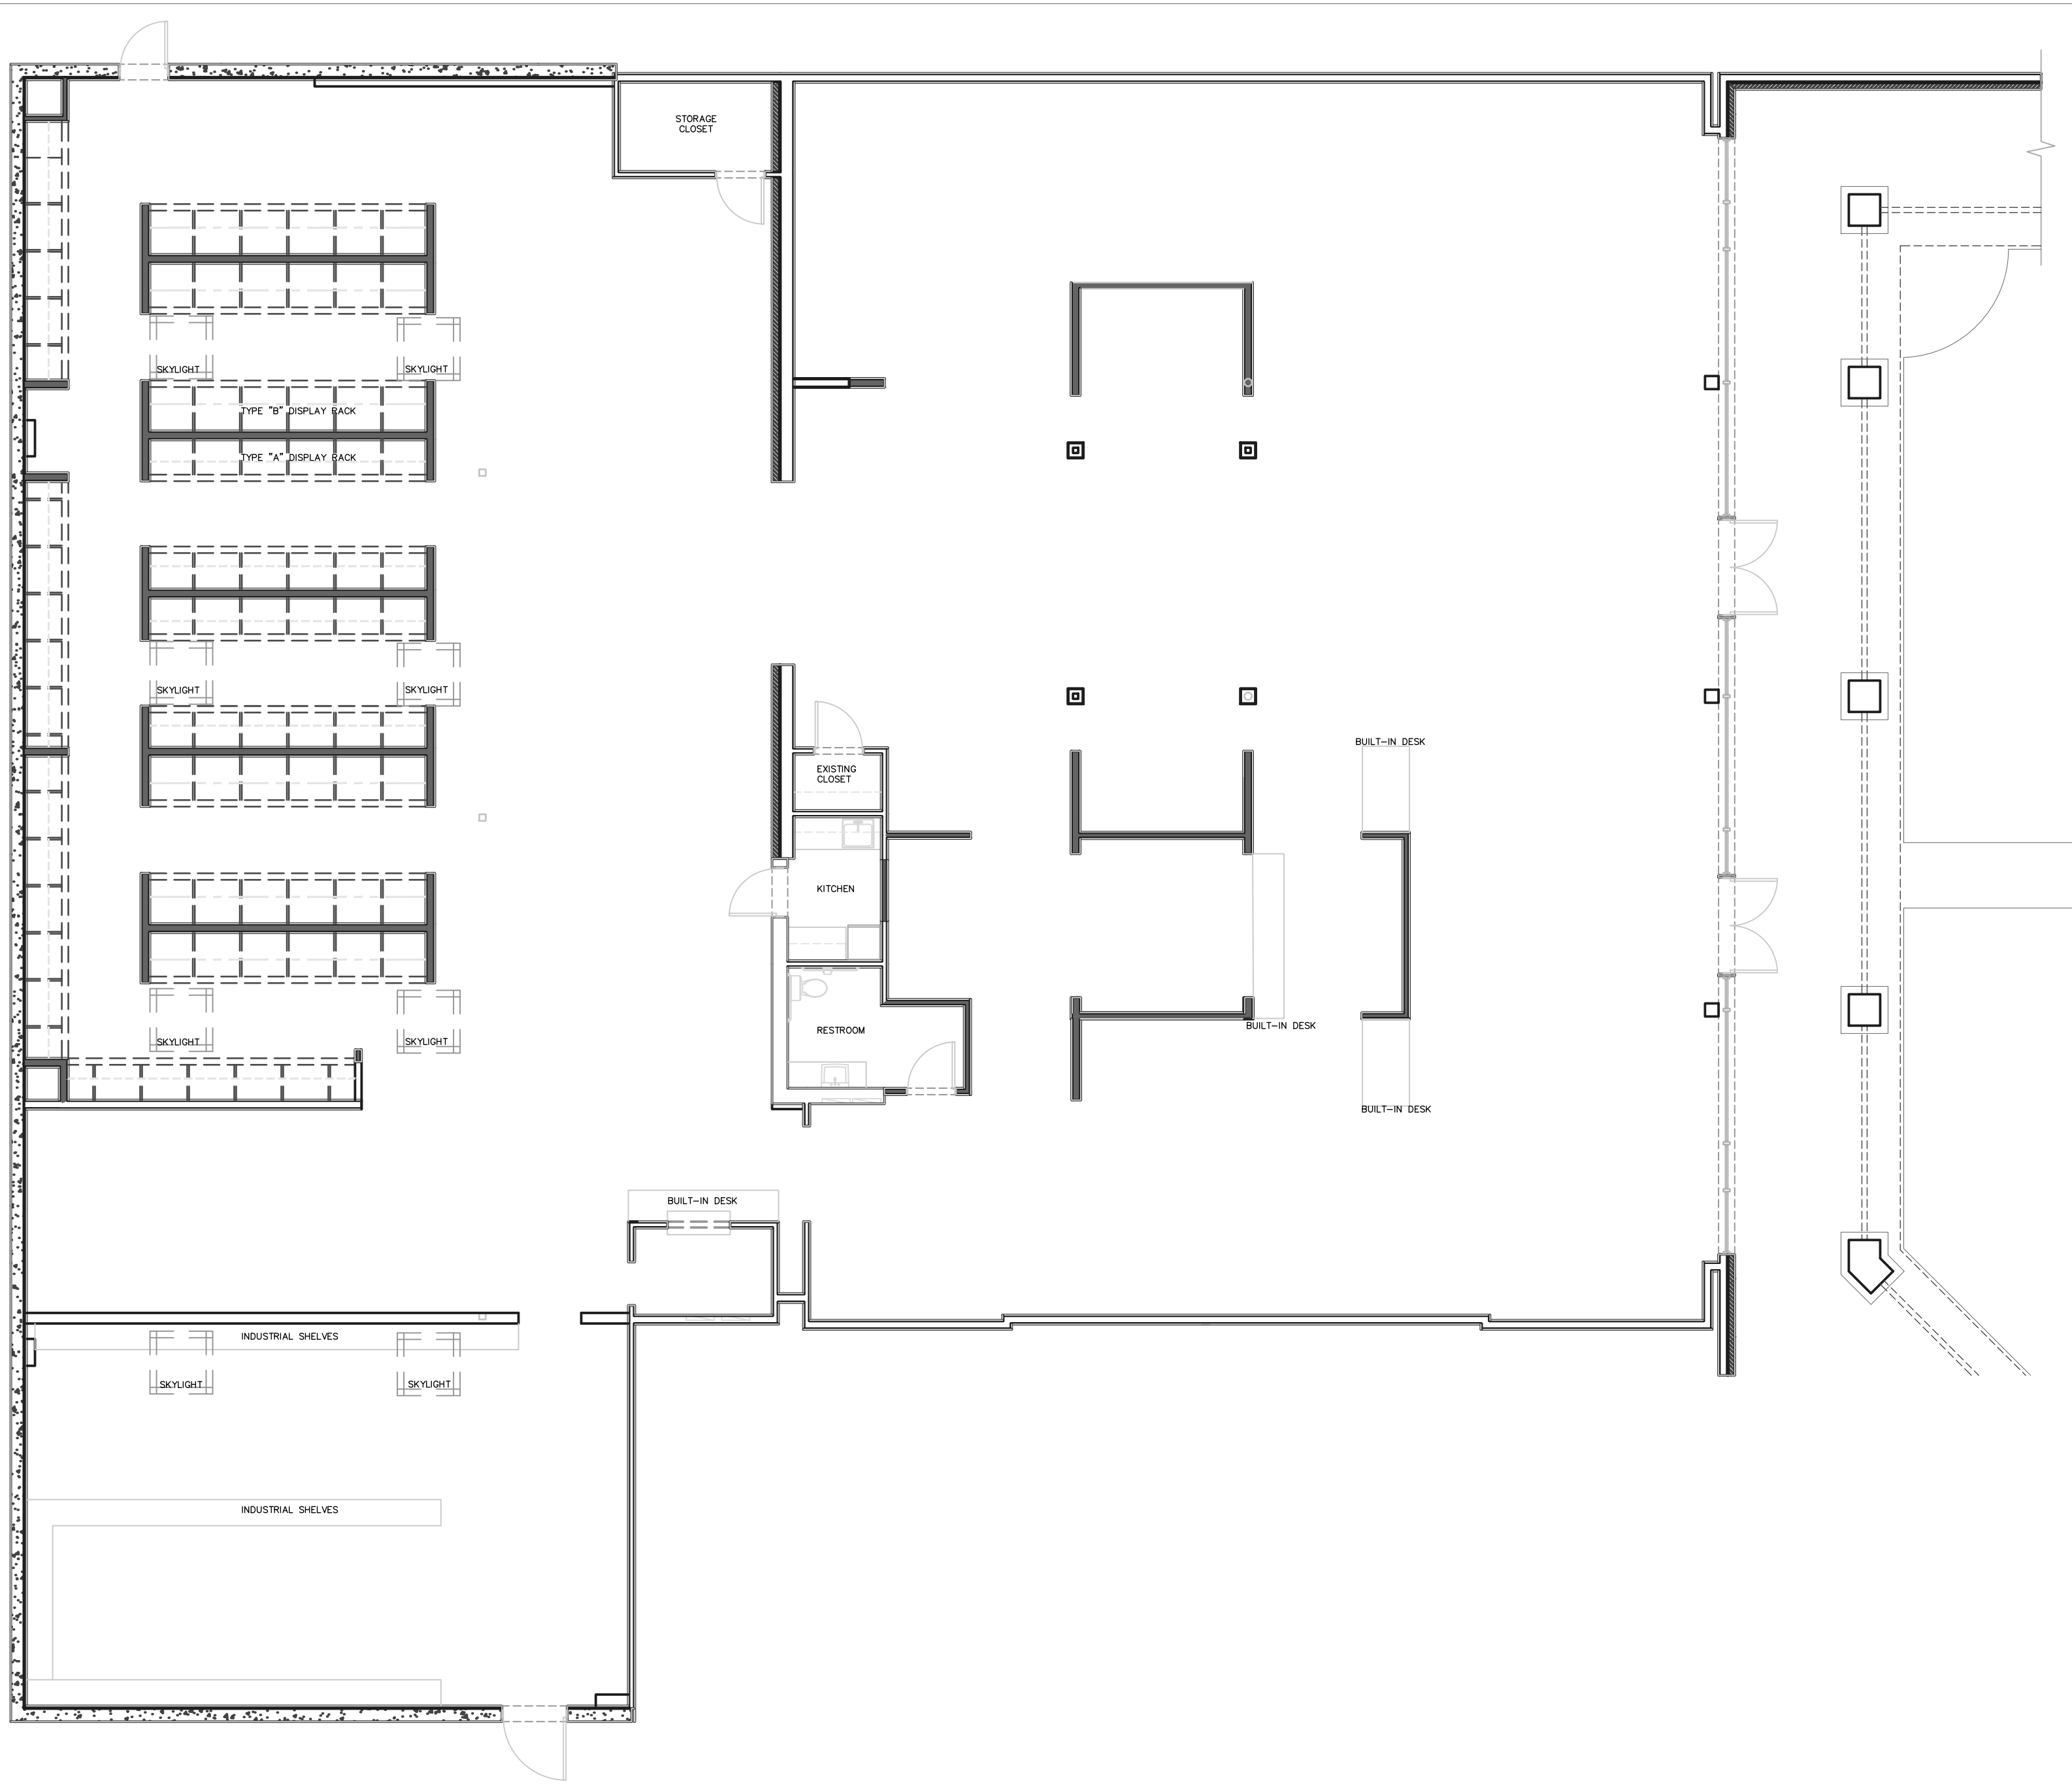 STORAGE
CLOSET
SKYLIGHT
SKYLIGHT
TYPE "B" DISPLAY RACK
TYPE "A" DISPLAY RACK
SKYLIGHT
SKYLIGHT
BUILT-IN DESK
EXISTING
CLOSET
KITCHEN
BUILT-IN DESK
RESTROOM
SKYLIGHT
SKYLIGHT
BUILT-IN DESK
BUILT-IN DESK
INDUSTRIAL SHELVES
SKYLIGHT
SKYLIGHT
INDUSTRIAL SHELVES